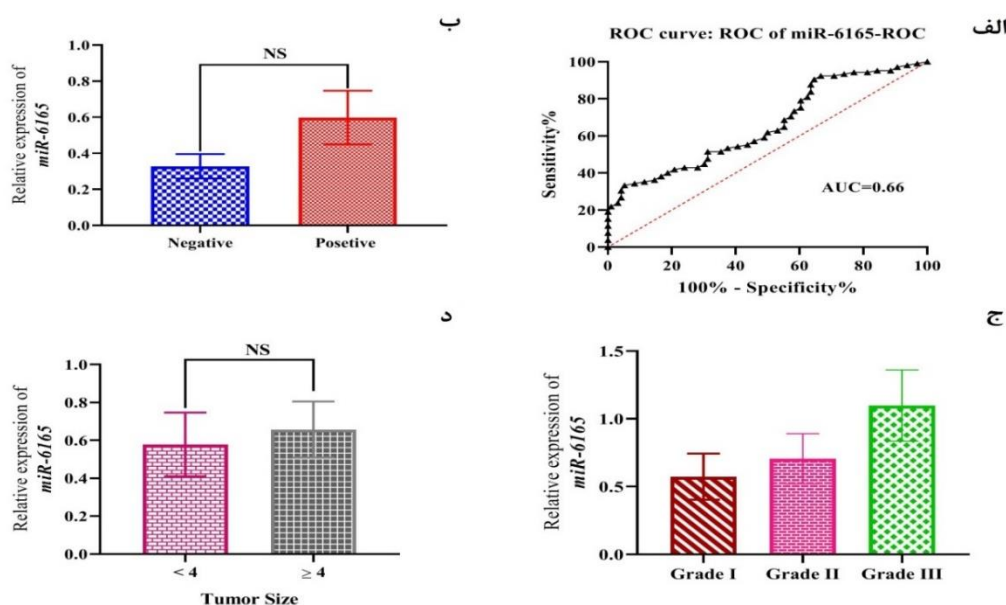 الف
ROC curve: ROC of miR-6165-ROC
Sensitivity%
100
80
60
40
20
0
AUC=0.66
0 20 40 60 80 100
100% - Specificity%
ب
Relative expression of
miR-6165
1.0
0.8
0.6
0.4
0.2
0.0
NS
Negative Posetive
ج
Relative expression of
miR-6165
1.5
1.0
0.5
0.0
Grade I Grade II Grade III
د
Relative expression of
miR-6165
1.0
0.8
0.6
0.4
0.2
0.0
NS
< 4 ≥ 4
Tumor Size